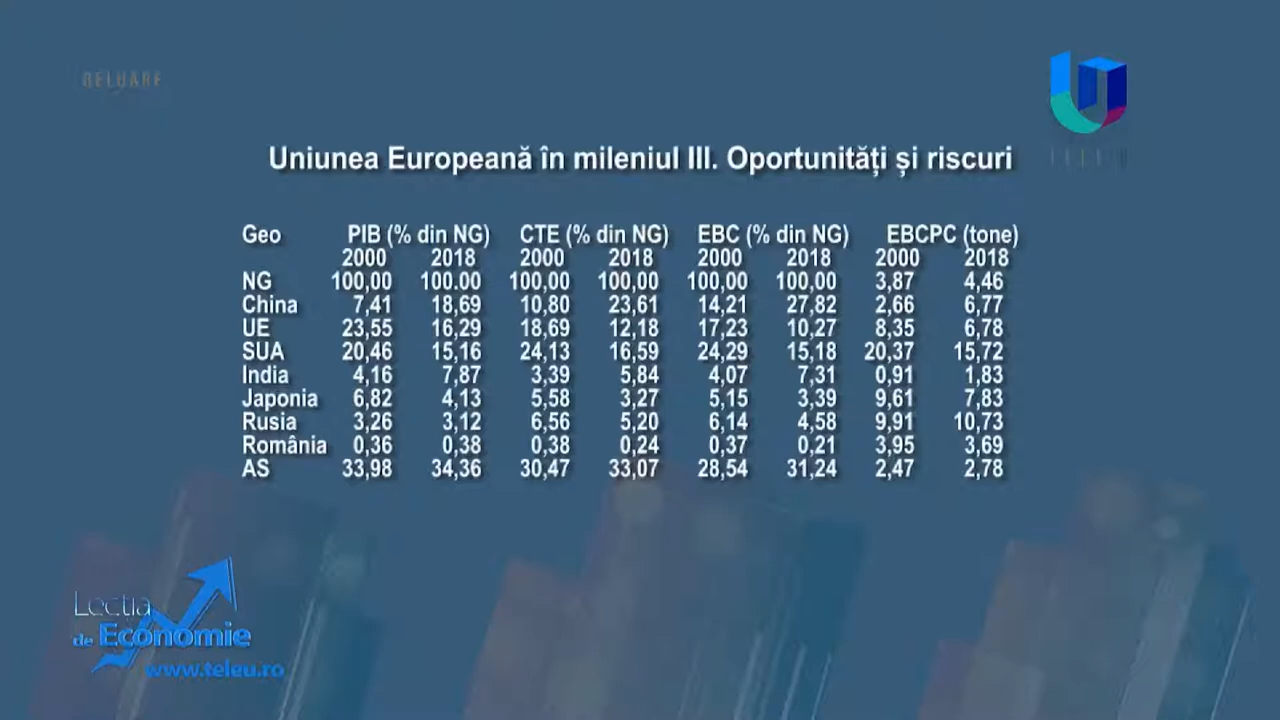 RELUARE
Uniunea Europeană în mileniul III. Oportunități și riscuri
Geo PIB (% din NG) CTE (% din NG) EBC (% din NG) EBCPC (tone)
2000 2018 2000 2018 2000 2018 2000 2018
NG 100,00 100.00 100,00 100,00 100,00 100,00 3,87 4,46
China 7,41 18,69 10,80 23,61 14,21 27,82 2,66 6,77
UE 23,55 16,29 18,69 12,18 17,23 10,27 8,35 6,78
SUA 20,46 15,16 24,13 16,59 24,29 15,18 20,37 15,72
India 4,16 7,87 3,39 5,84 4,07 7,31 0,91 1,83
Japonia 6,82 4,13 5,58 3,27 5,15 3,39 9,61 7,83
Rusia 3,26 3,12 6,56 5,20 6,14 4,58 9,91 10,73
România 0,36 0,38 0,38 0,24 0,37 0,21 3,95 3,69
AS 33,98 34,36 30,47 33,07 28,54 31,24 2,47 2,78
Lecția
de Economie
www.teleu.ro